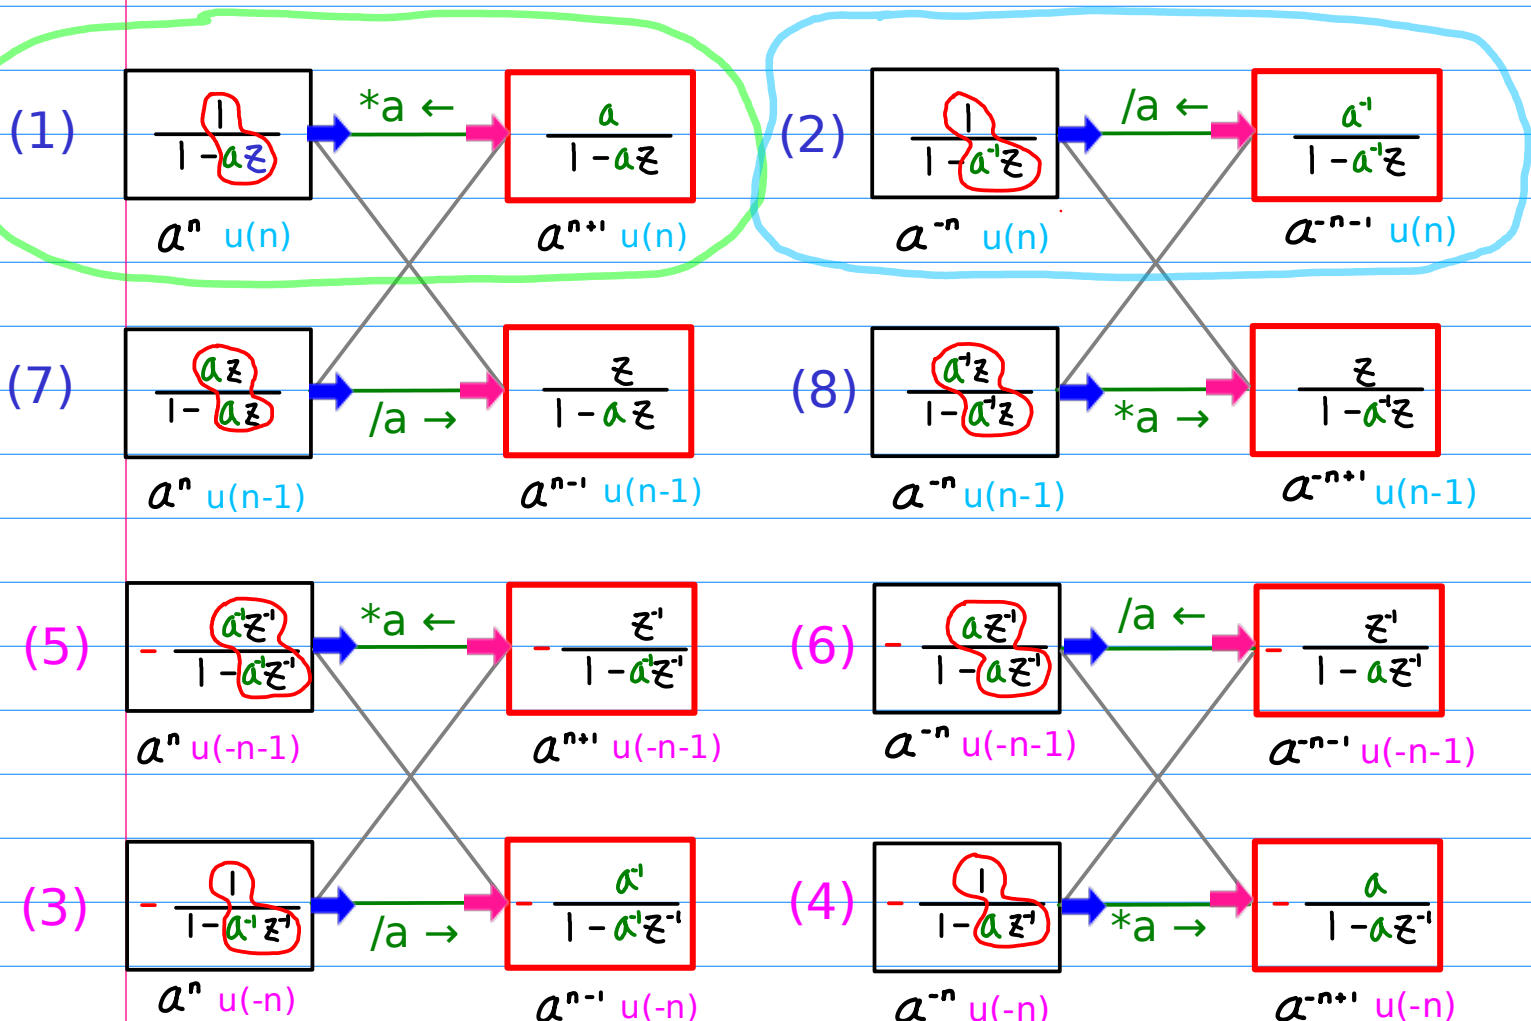 (1) 1 / 1 - az *a ← a / 1 - az (2) 1 / 1 - a⁻¹z /a ← a⁻¹ / 1 - a⁻¹z
aⁿ u(n) aⁿ⁺¹ u(n) a⁻ⁿ u(n) a⁻ⁿ⁻¹ u(n)
(7) az / 1 - az /a → z / 1 - az (8) a⁻¹z / 1 - a⁻¹z *a → z / 1 - a⁻¹z
aⁿ u(n-1) aⁿ⁻¹ u(n-1) a⁻ⁿ u(n-1) a⁻ⁿ⁺¹ u(n-1)
(5) - a⁻¹z⁻¹ / 1 - a⁻¹z⁻¹ *a ← - z⁻¹ / 1 - a⁻¹z⁻¹ (6) - az⁻¹ / 1 - az⁻¹ /a ← - z⁻¹ / 1 - az⁻¹
aⁿ u(-n-1) aⁿ⁺¹ u(-n-1) a⁻ⁿ u(-n-1) a⁻ⁿ⁻¹ u(-n-1)
(3) - 1 / 1 - a⁻¹z⁻¹ /a → - a⁻¹ / 1 - a⁻¹z⁻¹ (4) - 1 / 1 - az⁻¹ *a → - a / 1 - az⁻¹
aⁿ u(-n) aⁿ⁻¹ u(-n) a⁻ⁿ u(-n) a⁻ⁿ⁺¹ u(-n)